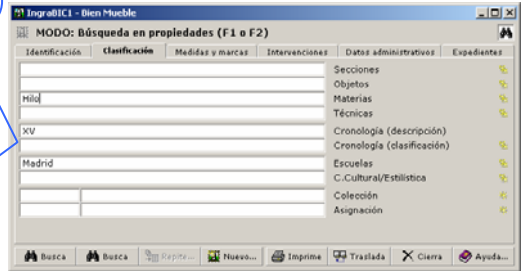 IngraBIC1 - Bien Mueble
MODO: Búsqueda en propiedades (F1 o F2)
Identificación Clasificación Medidas y marcas Intervenciones Datos administrativos Expedientes
Secciones
Objetos
Hilo Materias
Técnicas
XV Cronología (descripción)
Cronología (clasificación)
Madrid Escuelas
C.Cultural/Estilística
Colección
Asignación
Busca Busca Repite... Nuevo... Imprime Traslada Cierra Ayuda...